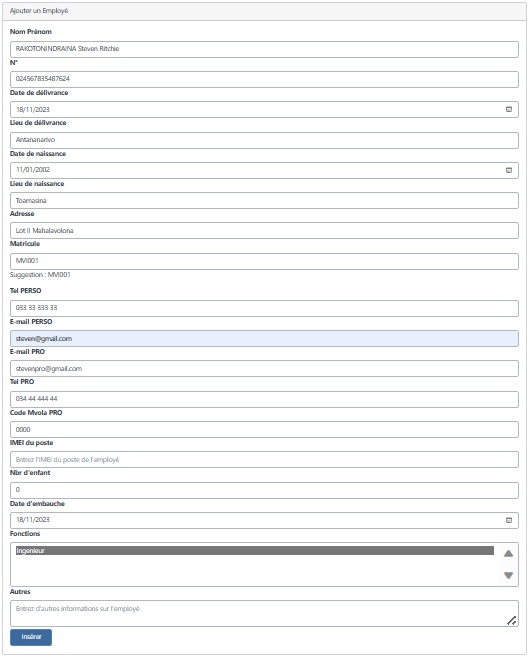 Ajouter un Employé
Nom Prénom
RAKOTONINDRAINA Steven Ritchie
N°
024567835487624
Date de délivrance
18/11/2023
Lieu de délivrance
Antananarivo
Date de naissance
11/01/2002
Lieu de naissance
Toamasina
Adresse
Lot II Mahalavolona
Matricule
MVI001
Suggestion : MVI001
Tel PERSO
033 33 333 33
E-mail PERSO
steven@gmail.com
E-mail PRO
stevenpro@gmail.com
Tel PRO
034 44 444 44
Code Mvola PRO
0000
IMEI du poste
Entrez l'IMEI du poste de l'employé
Nbr d'enfant
0
Date d'embauche
18/11/2023
Fonctions
Ingenieur
Autres
Entrez d'autres informations sur l'employé
Insérer